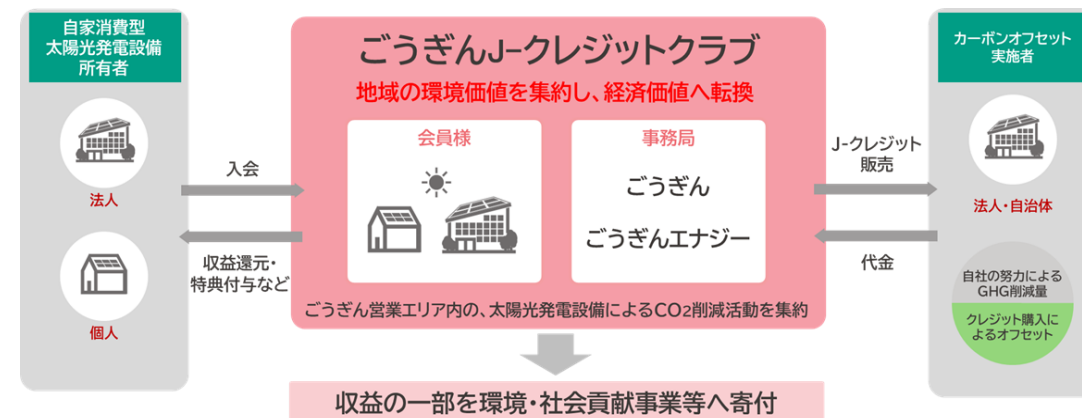 自家消費型
太陽光発電設備
所有者
法人
個人
入会
収益還元・
特典付与など
ごうぎんJ-クレジットクラブ
地域の環境価値を集約し、経済価値へ転換
会員様
事務局
ごうぎん
ごうぎんエナジー
ごうぎん営業エリア内の、太陽光発電設備によるCO2削減活動を集約
収益の一部を環境・社会貢献事業等へ寄付
J-クレジット
販売
代金
カーボンオフセット
実施者
法人・自治体
自社の努力による
GHG削減量
クレジット購入に
よるオフセット